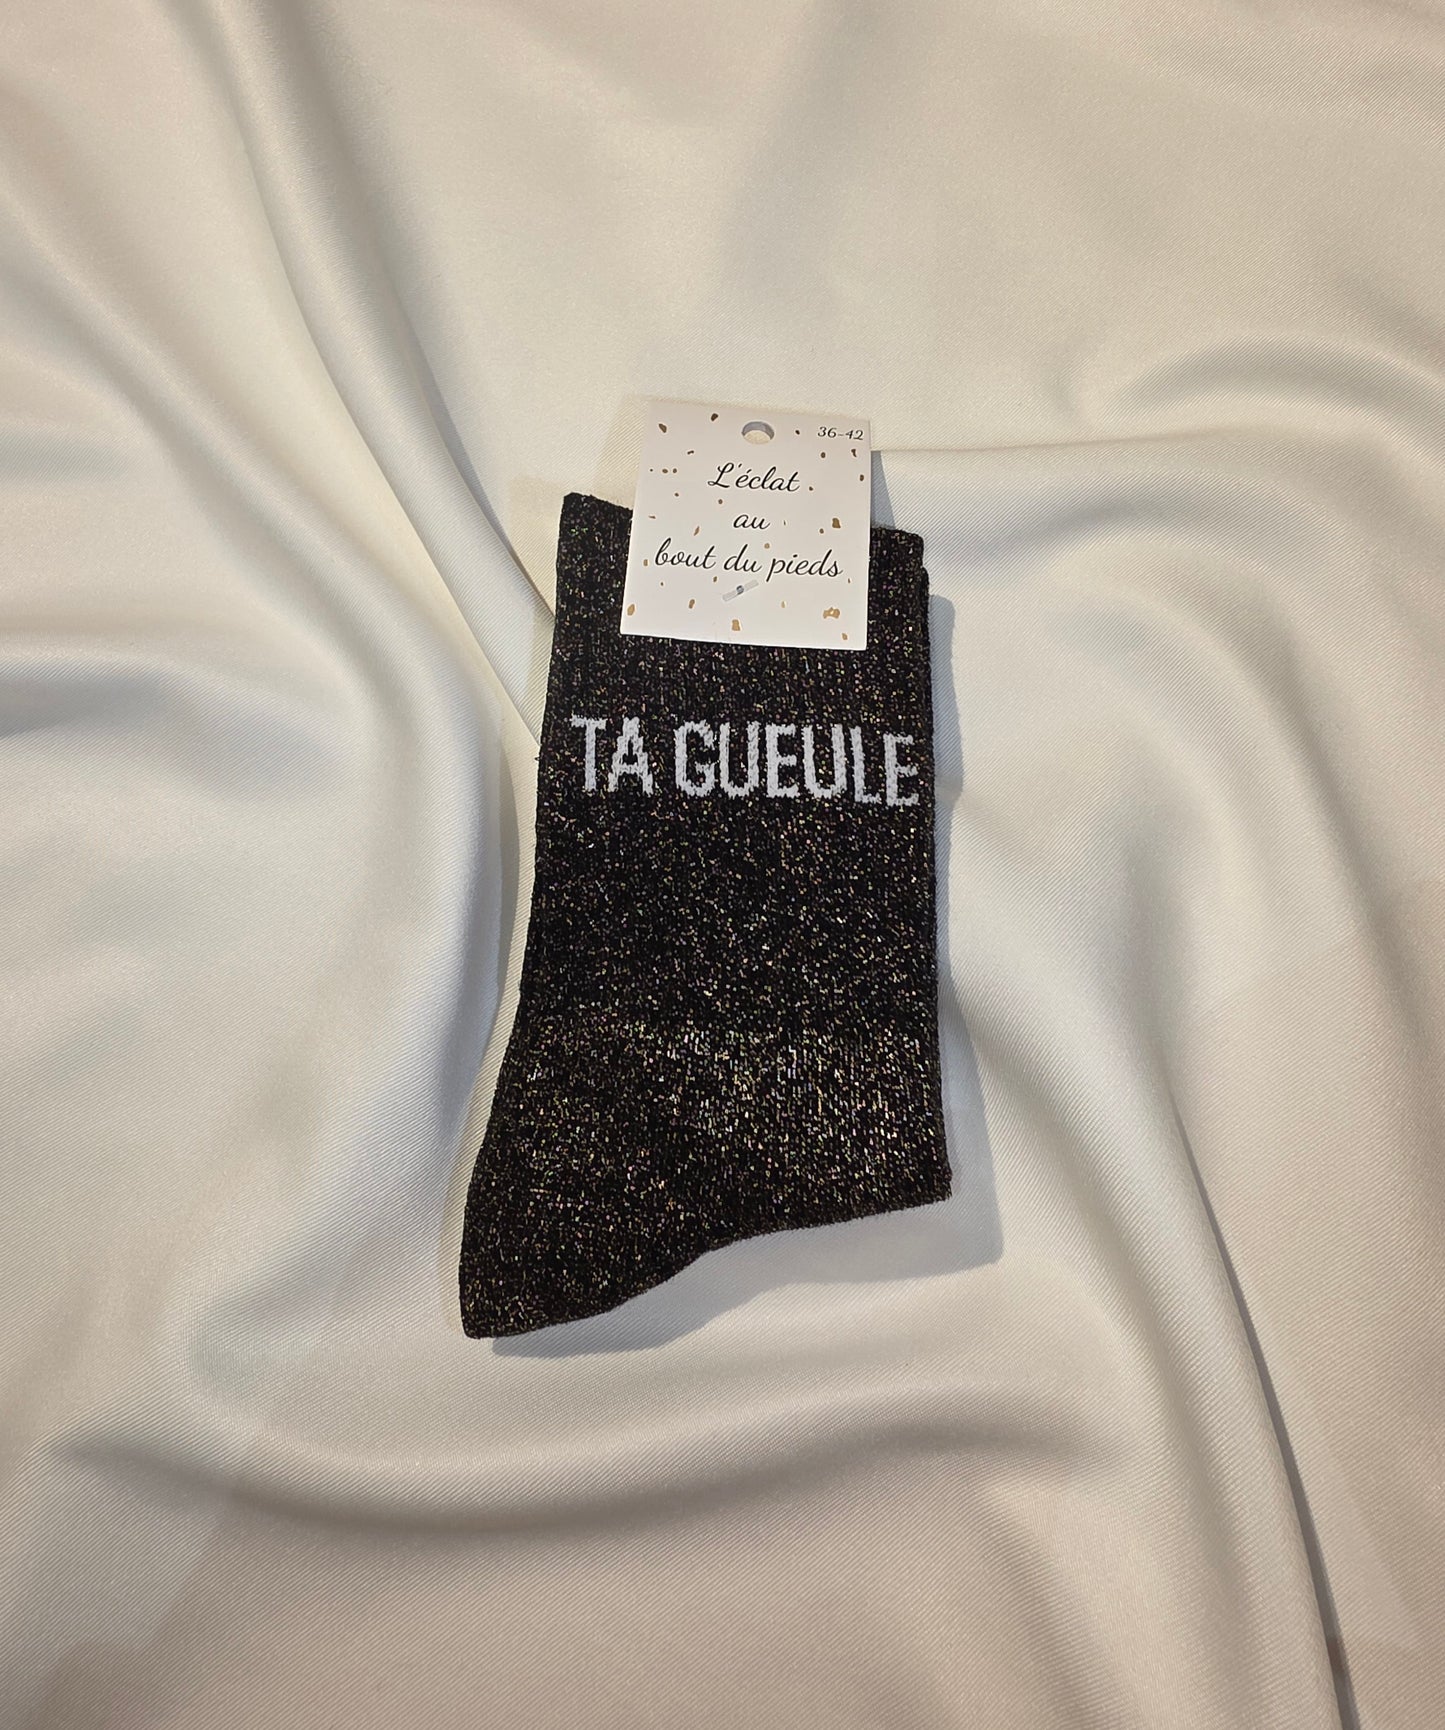 36-42
L'éclat
au
bout du pieds
TA GUEULE